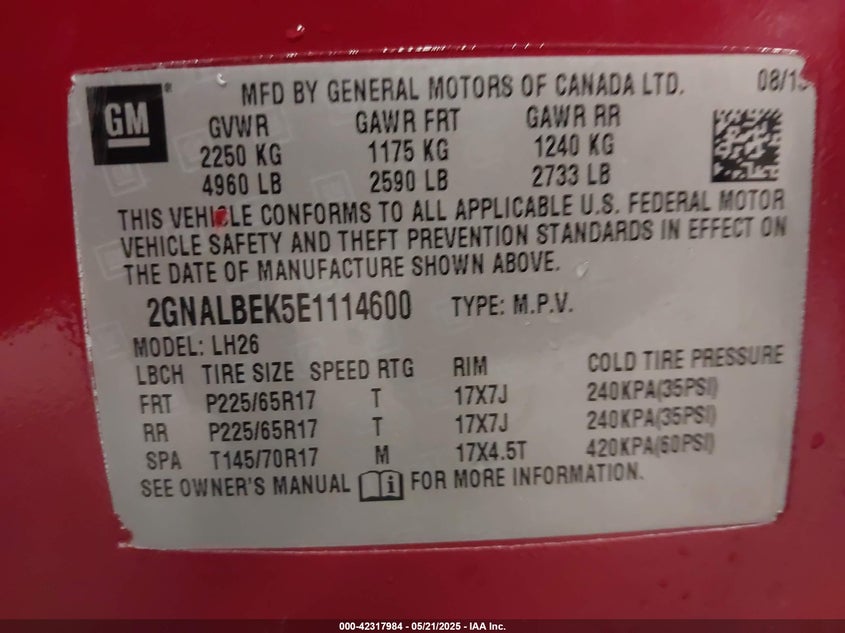 GM
MFD BY GENERAL MOTORS OF CANADA LTD.
GVWR GAWR FRT GAWR RR
2250 KG 1175 KG 1240 KG
4960 LB 2590 LB 2733 LB
THIS VEHICLE CONFORMS TO ALL APPLICABLE U.S. FEDERAL MOTOR
VEHICLE SAFETY AND THEFT PREVENTION STANDARDS IN EFFECT ON
THE DATE OF MANUFACTURE SHOWN ABOVE.
2GNALBEK5E1114600 TYPE: M.P.V.
MODEL: LH26
LBCH TIRE SIZE SPEED RTG RIM COLD TIRE PRESSURE
FRT P225/65R17 T 17X7J 240KPA(35PSI)
RR P225/65R17 T 17X7J 240KPA(35PSI)
SPA T145/70R17 M 17X4.5T 420KPA(60PSI)
SEE OWNER'S MANUAL i FOR MORE INFORMATION.
000-42317984 - 05/21/2025 - IAA Inc.